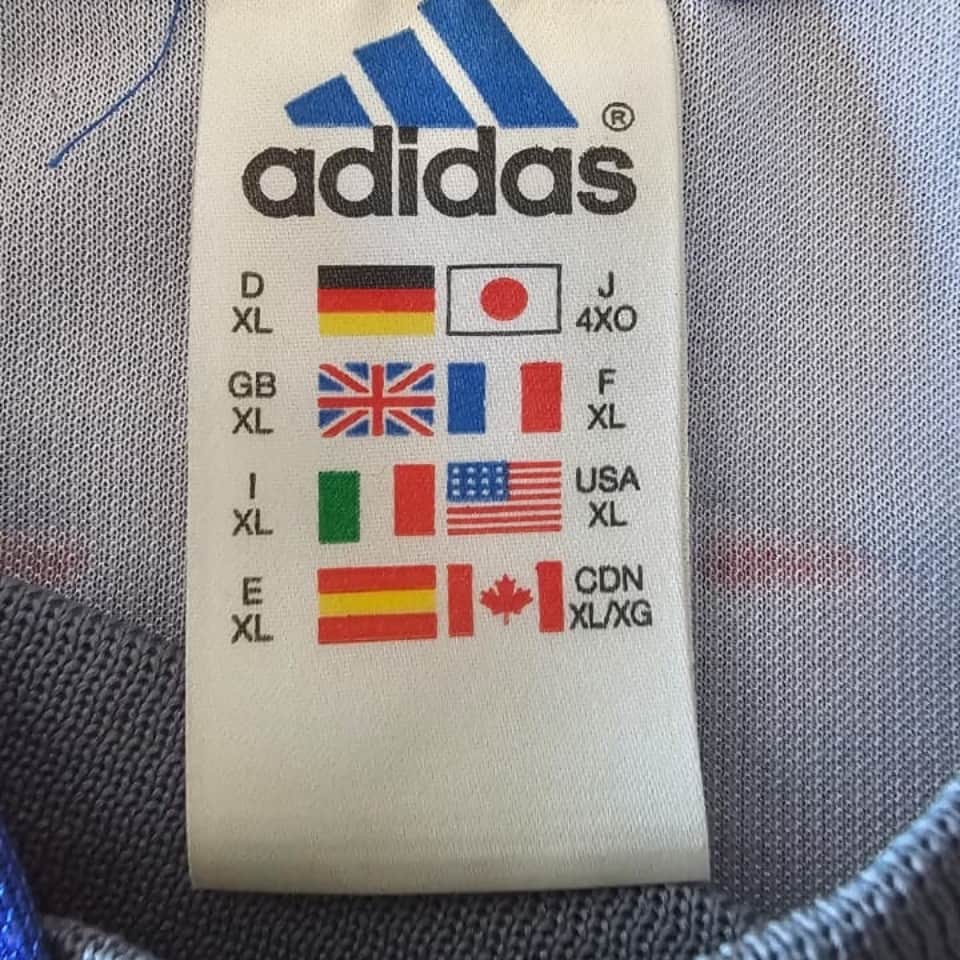 ®
adidas
D J
XL 4XO
GB F
XL XL
I USA
XL XL
E CDN
XL XL/XG